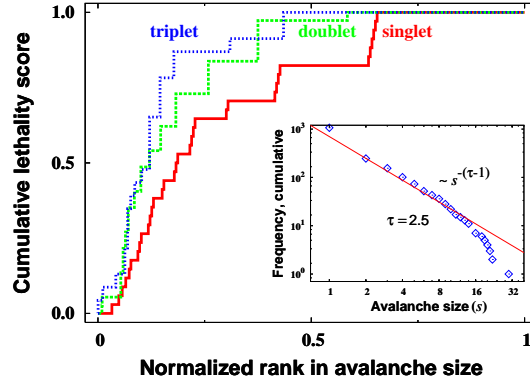 1.0
triplet
doublet
singlet
Cumulative lethality score
0.5
0.0
0
0.5
1
Normalized rank in avalanche size
Frequency, cumulative
10³
10²
10¹
10⁰
~ s^-(τ-1)
τ = 2.5
1
2
4
8
16
32
Avalanche size (s)